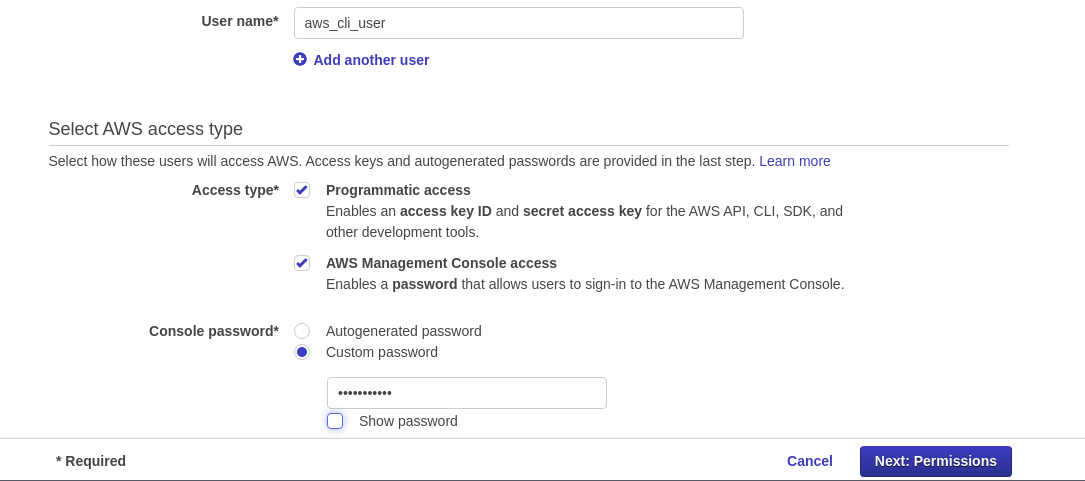 User name* aws_cli_user
Add another user
Select AWS access type
Select how these users will access AWS. Access keys and autogenerated passwords are provided in the last step. Learn more
Access type* Programmatic access
Enables an access key ID and secret access key for the AWS API, CLI, SDK, and
other development tools.
AWS Management Console access
Enables a password that allows users to sign-in to the AWS Management Console.
Console password* Autogenerated password
Custom password
•••••••••••
Show password
* Required Cancel Next: Permissions